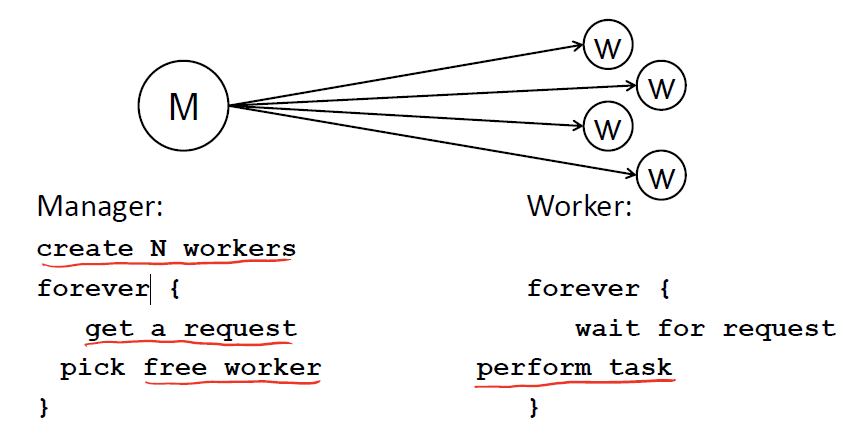 M
W
W
W
W
Manager:
create N workers
forever {
get a request
pick free worker
}
Worker:
forever {
wait for request
perform task
}